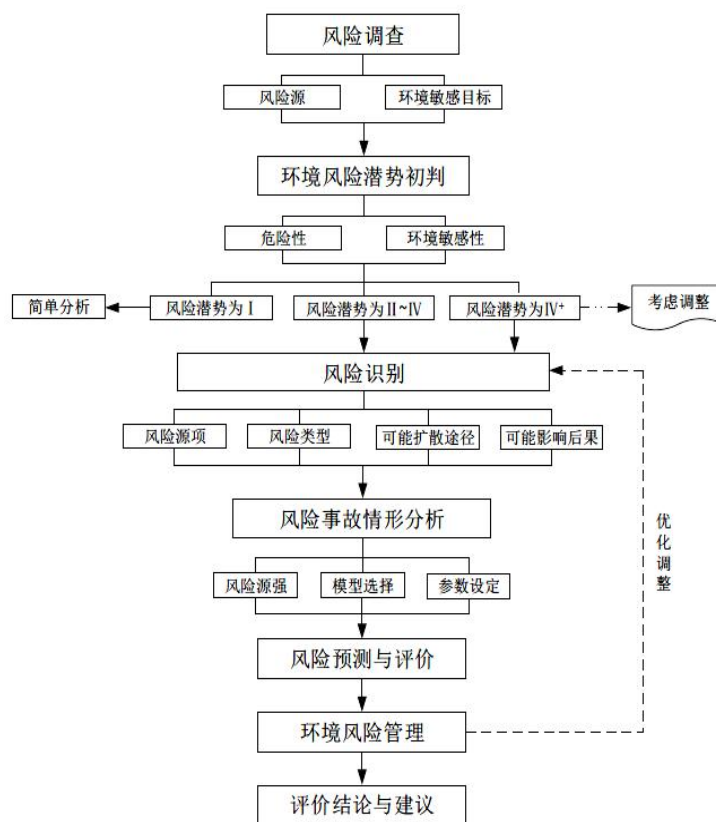 风险调查
风险源
环境敏感目标
环境风险潜势初判
危险性
环境敏感性
简单分析
风险潜势为Ⅰ
风险潜势为Ⅱ~Ⅳ
风险潜势为Ⅳ⁺
考虑调整
风险识别
风险源项
风险类型
可能扩散途径
可能影响后果
风险事故情形分析
优化调整
风险源强
模型选择
参数设定
风险预测与评价
环境风险管理
评价结论与建议